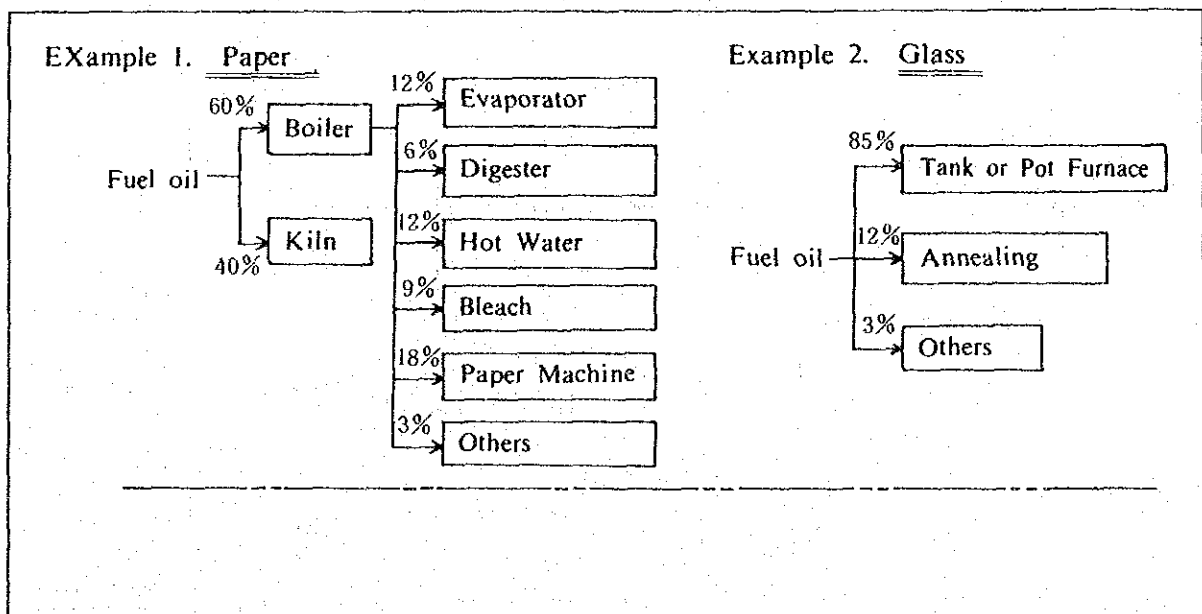 EXample 1. Paper
60%
Boiler
Fuel oil
Kiln
40%
12%
Evaporator
6%
Digester
12%
Hot Water
9%
Bleach
18%
Paper Machine
3%
Others
Example 2. Glass
85%
Tank or Pot Furnace
Fuel oil
12%
Annealing
3%
Others